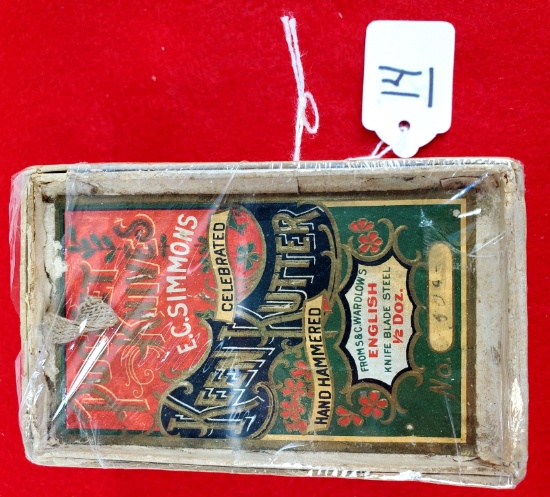 14
POCKET
KNIVES
E.C. SIMMONS
CELEBRATED
KEEN KUTTER
HAND HAMMERED
FROM S. & C. WARDLOW'S
ENGLISH
KNIFE BLADE STEEL
½ Doz.
No.